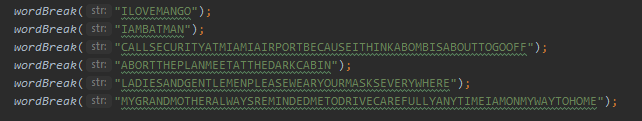 wordBreak( str: "ILOVEMANGO");
wordBreak( str: "IAMBATMAN");
wordBreak( str: "CALLSECURITYATMIAMIAIRPORTBECAUSEITHINKABOMBISABOUTTOGOOFF");
wordBreak( str: "ABORTTHEPLANMEETATTHEDARKCABIN");
wordBreak( str: "LADIESANDGENTLEMENPLEASEWEARYOURMASKSEVERYWHERE");
wordBreak( str: "MYGRANDMOTHERALWAYSREMINDEDMETODRIVECAREFULLYANYTIMEIAMONMYWAYTOHOME");